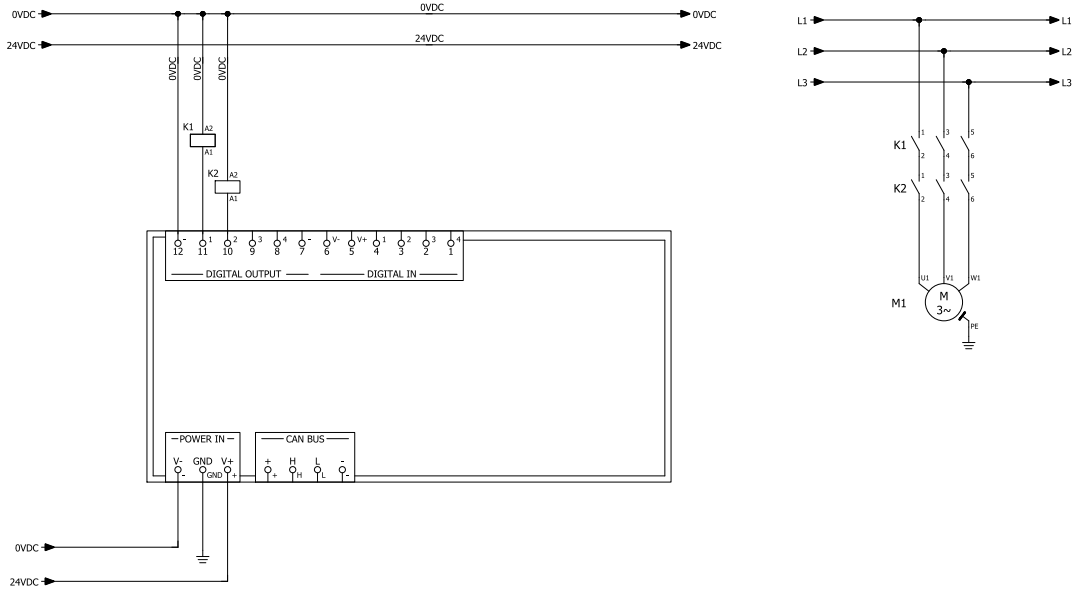 0VDC 0VDC 0VDC
24VDC 24VDC 24VDC
0VDC 0VDC 0VDC
K1 A2
A1
K2 A2
A1
- 1 2 3 4 - V- V+ 1 2 3 4
12 11 10 9 8 7 6 5 4 3 2 1
DIGITAL OUTPUT DIGITAL IN
POWER IN
V- GND V+
- GND +
CAN BUS
+ H L -
+ H L -
0VDC
24VDC
L1 L1
L2 L2
L3 L3
K1 1 3 5
2 4 6
K2 1 3 5
2 4 6
U1 V1 W1
M1
M
3~
PE